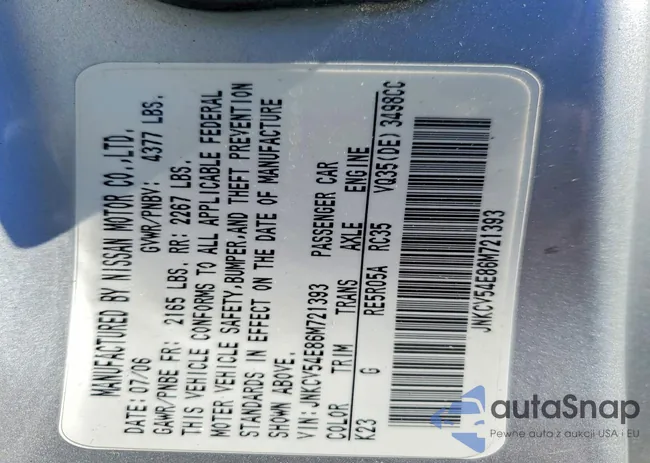 MANUFACTURED BY NISSAN MOTOR CO.,LTD.
DATE: 07/06 GVWR/PNBV: 4377 LBS.
GAWR/PNBE FR: 2165 LBS. RR: 2267 LBS.
THIS VEHICLE CONFORMS TO ALL APPLICABLE FEDERAL
MOTER VEHICLE SAFETY,BUMPER,AND THEFT PREVENTION
STANDARDS IN EFFECT ON THE DATE OF MANUFACTURE
SHOWN ABOVE.
VIN: JNKCV54E86M721393 PASSENGER CAR
COLOR TRIM TRANS AXLE ENGINE
K23 G RE5R05A RC35 VQ35(DE) 3498CC
JNKCV54E86M721393
autaSnap
Pewne auta z aukcji USA i EU